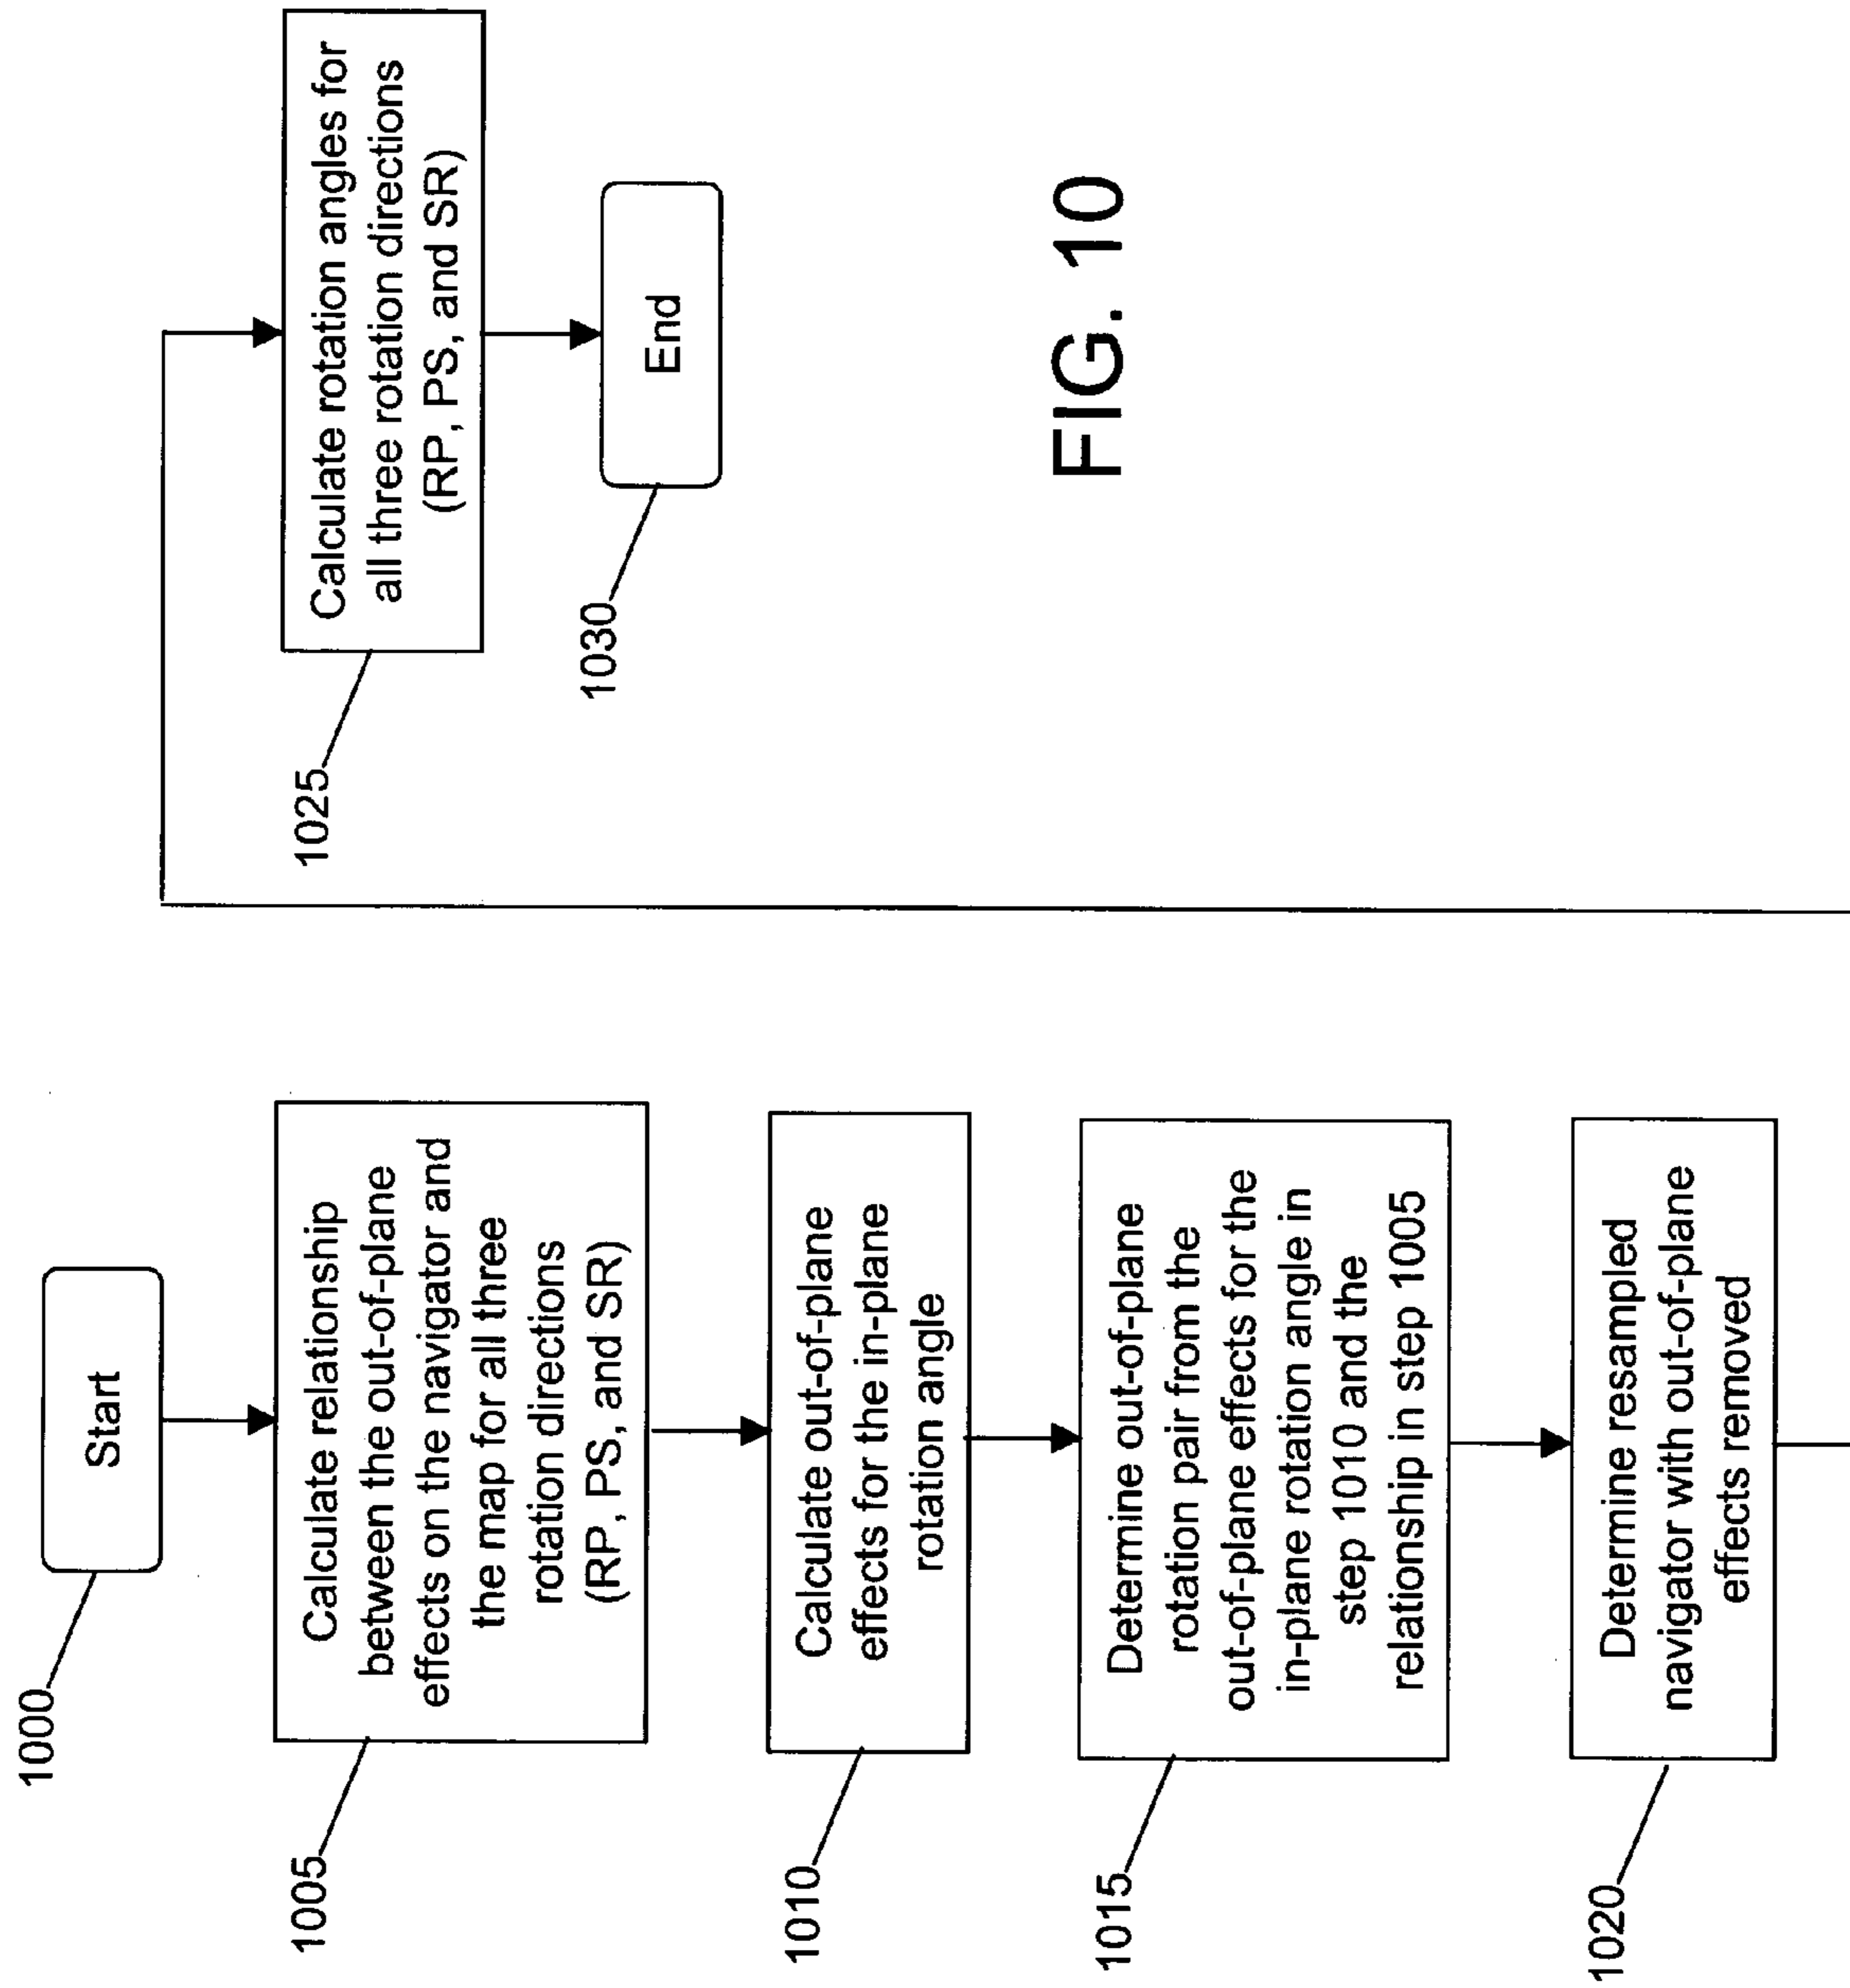 1000
Start
1005
Calculate relationship
between the out-of-plane
effects on the navigator and
the map for all three
rotation directions
(RP, PS, and SR)
1010
Calculate out-of-plane
effects for the in-plane
rotation angle
1015
Determine out-of-plane
rotation pair from the
out-of-plane effects for the
in-plane rotation angle in
step 1010 and the
relationship in step 1005
1020
Determine resampled
navigator with out-of-plane
effects removed
1025
Calculate rotation angles for
all three rotation directions
(RP, PS, and SR)
1030
End
FIG. 10